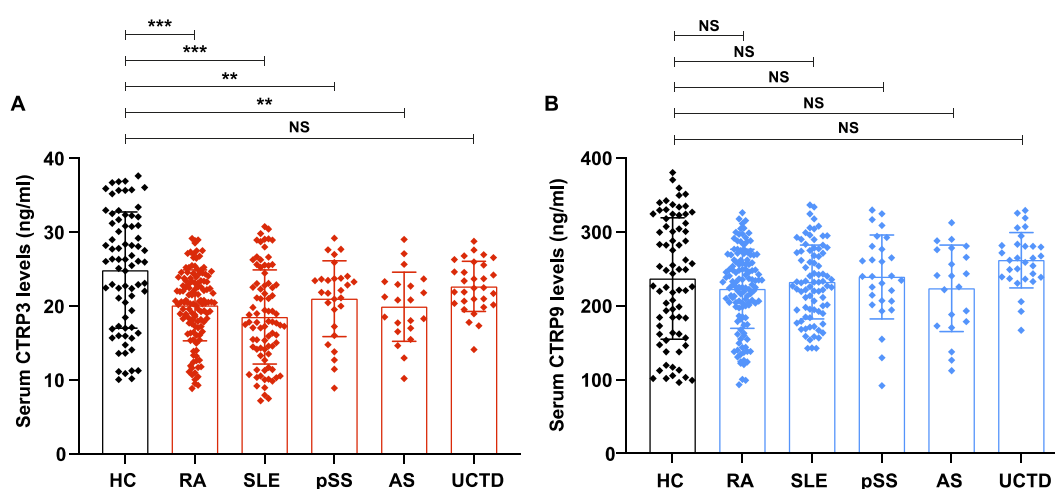 ***
***
**
**
NS
A
Serum CTRP3 levels (ng/ml)
40
30
20
10
0
HC RA SLE pSS AS UCTD
NS
NS
NS
NS
NS
B
Serum CTRP9 levels (ng/ml)
400
300
200
100
0
HC RA SLE pSS AS UCTD